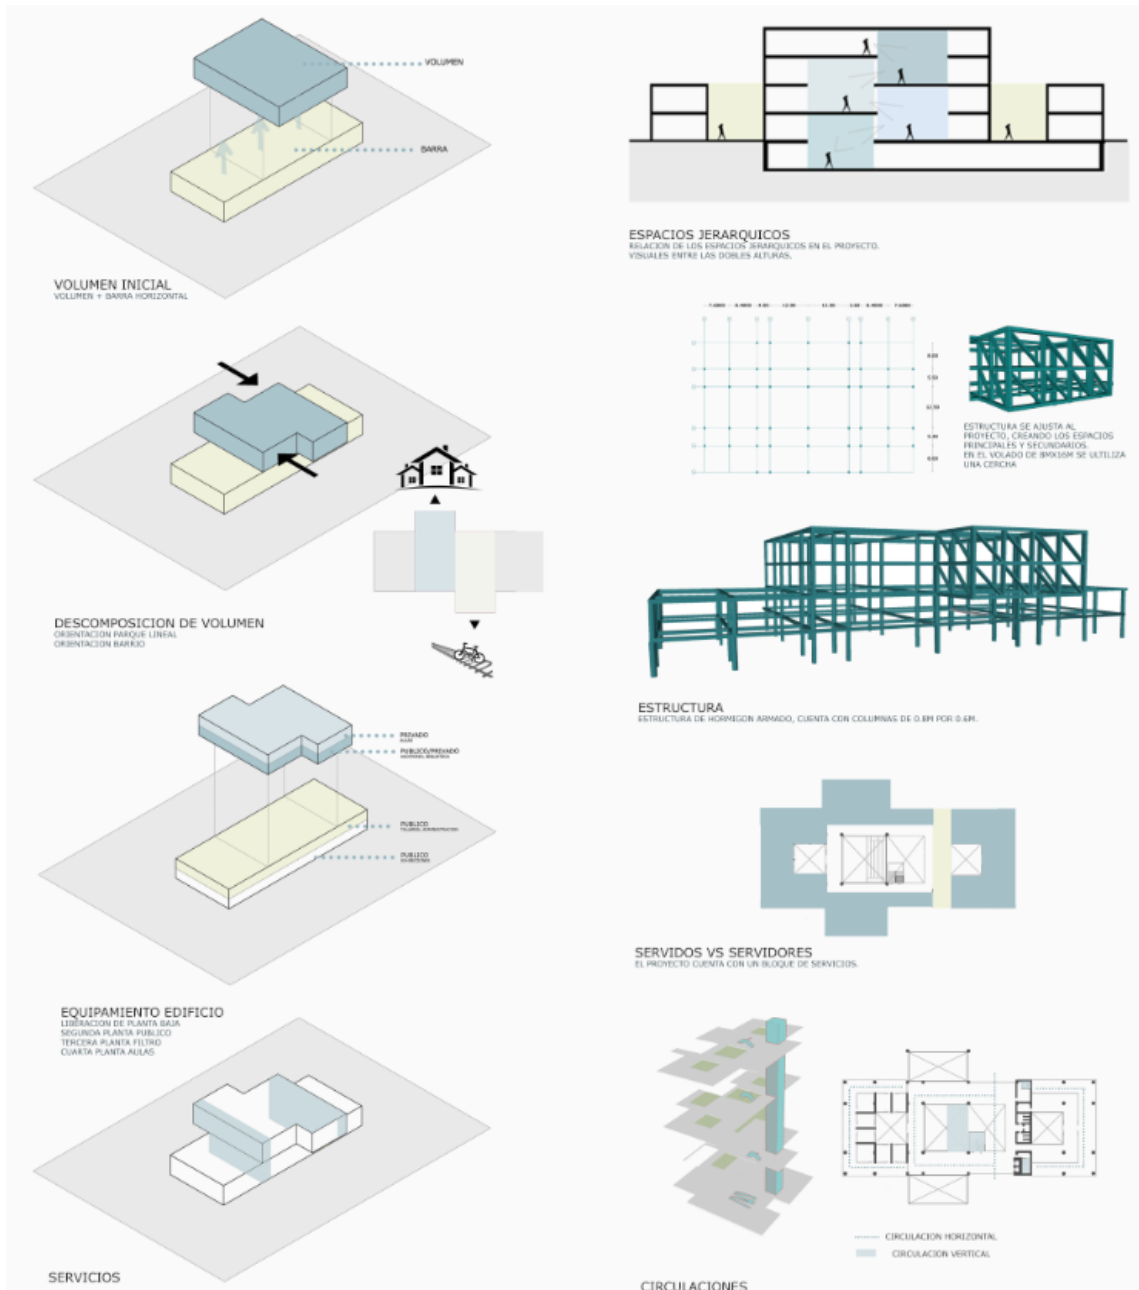 VOLUMEN
BARRA
VOLUMEN INICIAL
VOLUMEN Y BARRA HORIZONTAL
DESCOMPOSICION DE VOLUMEN
ORIENTACION PARQUE LINEAL
ORIENTACION BARRIO
PRIVADO
AULAS
PUBLICO/PRIVADO
PUBLICO
PUBLICO
EQUIPAMIENTO EDIFICIO
LIBERACION DE PLANTA BAJA
SEGUNDA PLANTA PUBLICO
TERCERA PLANTA FILTRO
CUARTA PLANTA AULAS
SERVICIOS
ESPACIOS JERARQUICOS
RELACION DE LOS ESPACIOS JERARQUICOS EN EL PROYECTO.
VISUALES ENTRE LAS DOBLES ALTURAS.
ESTRUCTURA SE AJUSTA AL
PROYECTO, CREANDO LOS ESPACIOS
PRINCIPALES Y SECUNDARIOS.
EN EL VOLADO DE 8MX16M SE ULTILIZA
UNA CERCHA
ESTRUCTURA
ESTRUCTURA DE HORMIGON ARMADO, CUENTA CON COLUMNAS DE 0.8M POR 0.6M.
SERVIDOS VS SERVIDORES
EL PROYECTO CUENTA CON UN BLOQUE DE SERVICIOS.
CIRCULACION HORIZONTAL
CIRCULACION VERTICAL
CIRCULACIONES